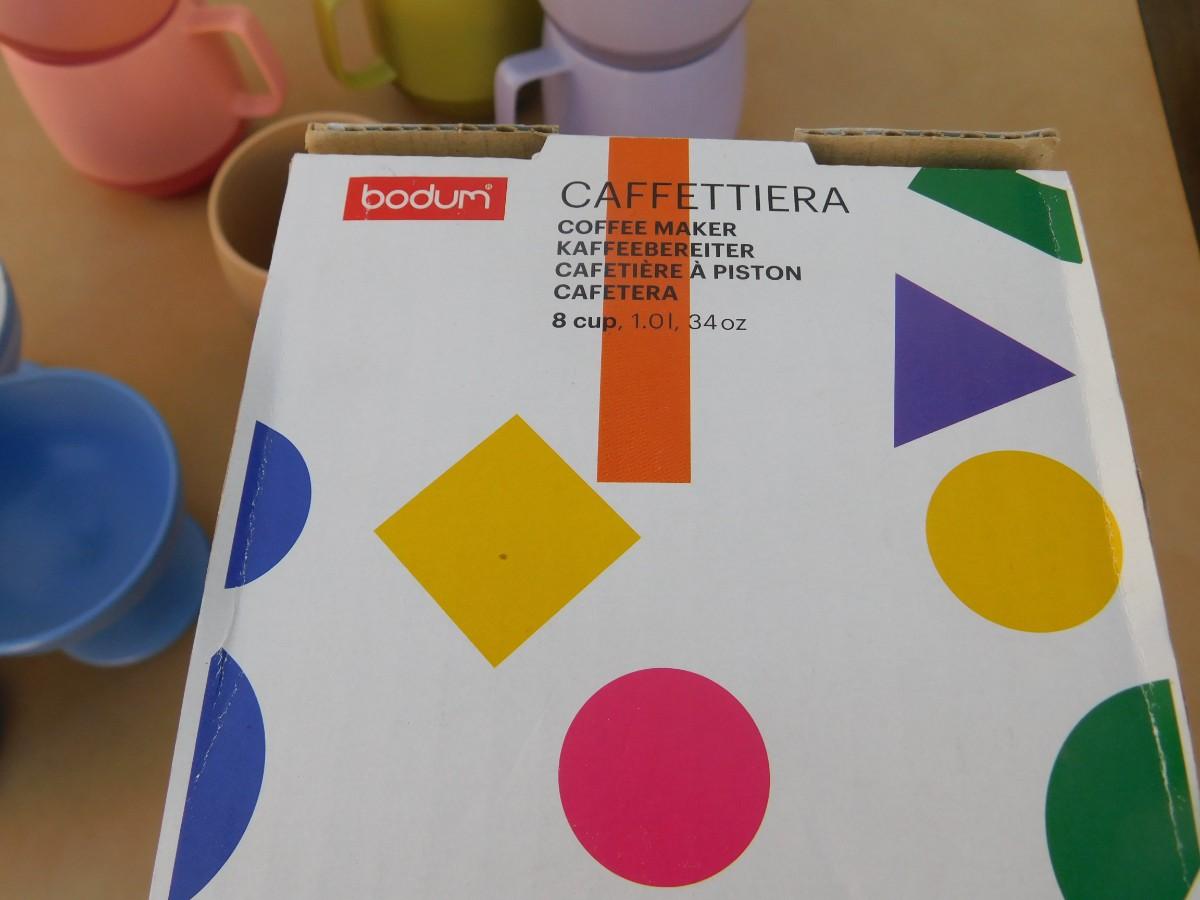 bodum®
CAFFETTIERA
COFFEE MAKER
KAFFEEBEREITER
CAFETIÈRE À PISTON
CAFETERA
8 cup, 1.0l, 34oz